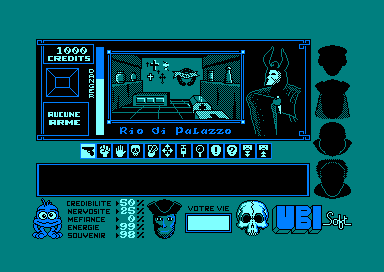 1000
CREDITS
DANGER
AUCUNE
ARME
Rio di Palazzo
CREDIBILITE 50%
NERVOSITE 25%
MEFIANCE 0%
ENERGIE 99%
SOUVENIR 98%
VOTRE VIE
UBI Soft